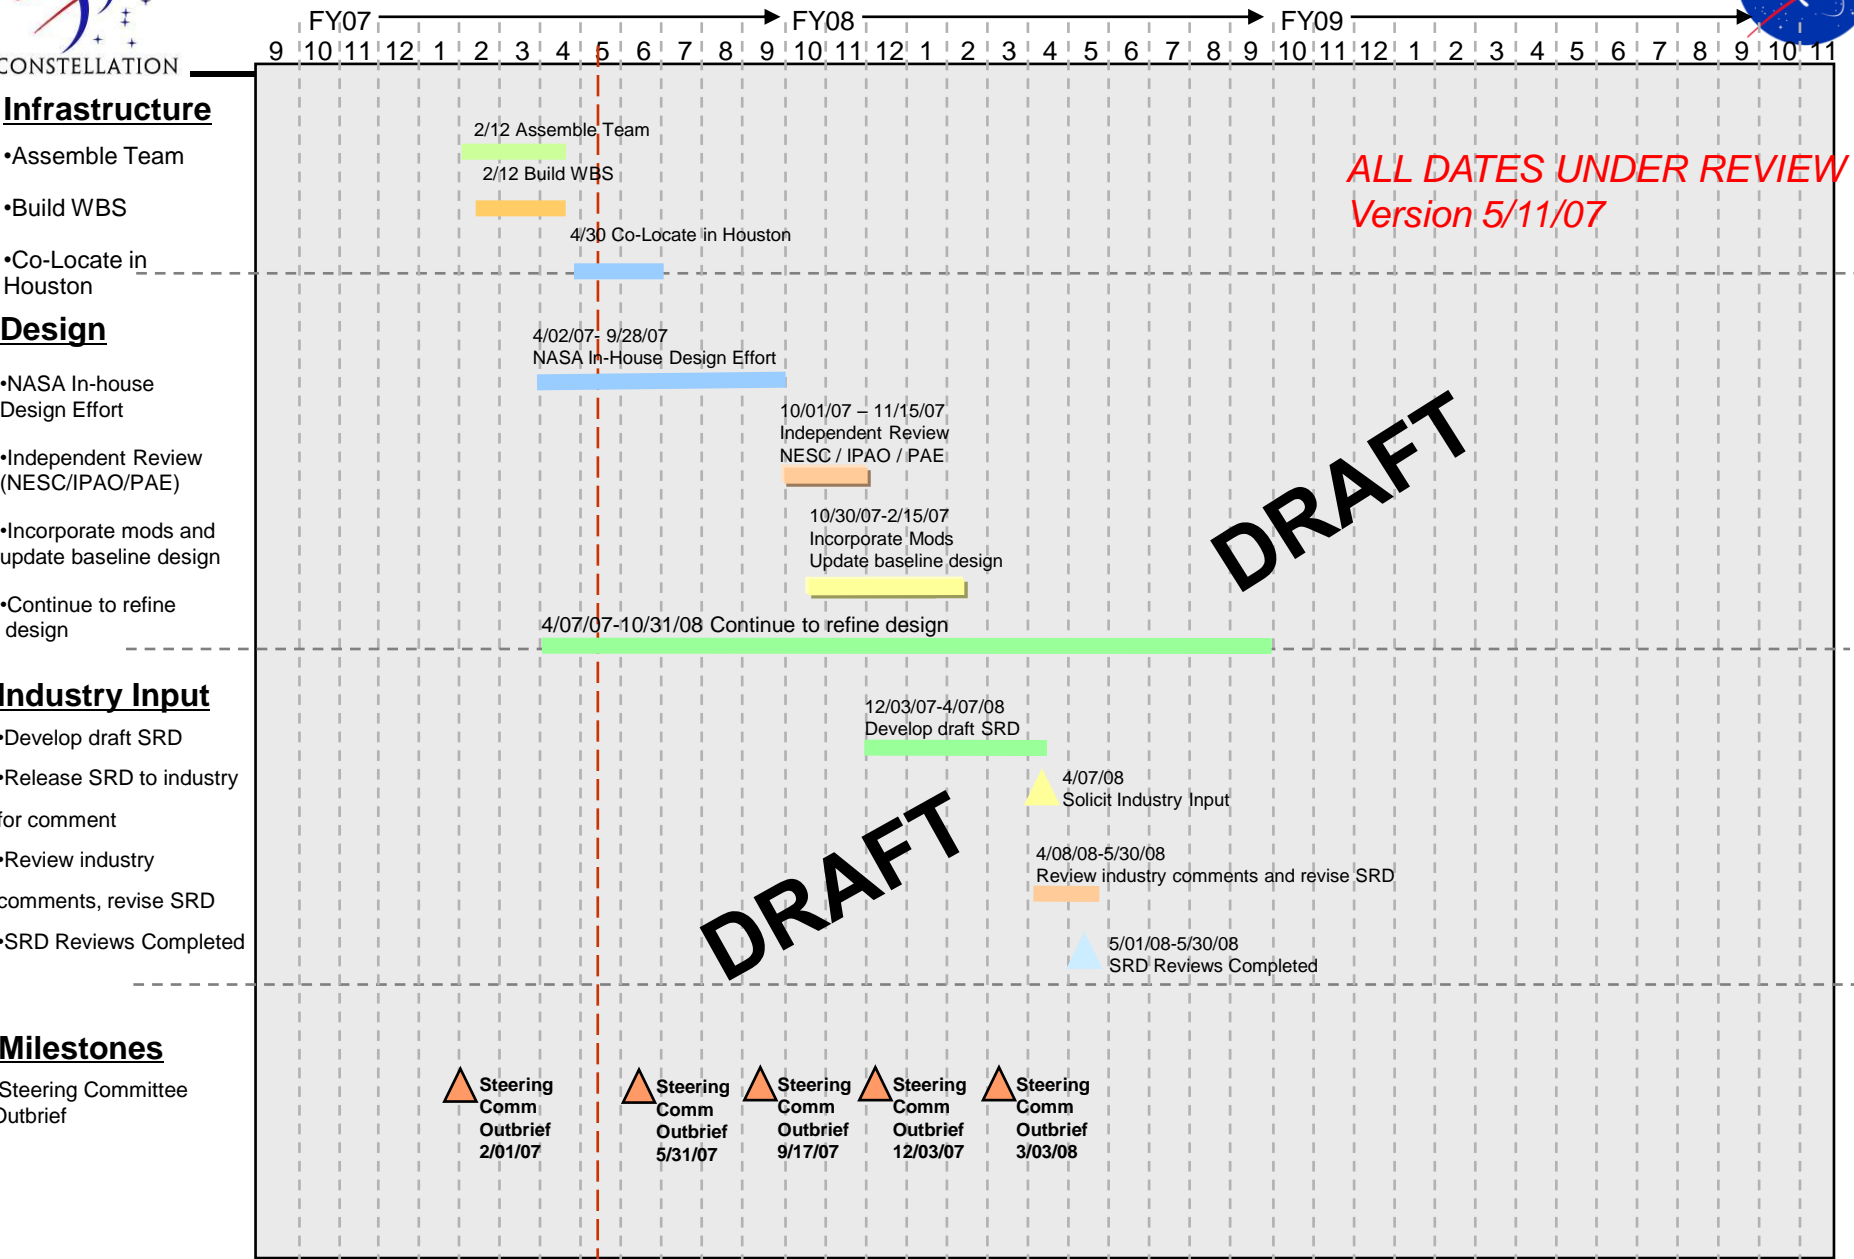 FY07 FY08 FY09
9 10 11 12 1 2 3 4 5 6 7 8 9 10 11 12 1 2 3 4 5 6 7 8 9 10 11 12 1 2 3 4 5 6 7 8 9 10 11
CONSTELLATION
ALL DATES UNDER REVIEW
Version 5/11/07
Infrastructure
•Assemble Team
•Build WBS
•Co-Locate in
Houston
2/12 Assemble Team
2/12 Build WBS
4/30 Co-Locate in Houston
Design
•NASA In-house
Design Effort
•Independent Review
(NESC/IPAO/PAE)
•Incorporate mods and
update baseline design
•Continue to refine
design
4/02/07- 9/28/07
NASA In-House Design Effort
10/01/07 – 11/15/07
Independent Review
NESC / IPAO / PAE
10/30/07-2/15/07
Incorporate Mods
Update baseline design
4/07/07-10/31/08 Continue to refine design
DRAFT
Industry Input
•Develop draft SRD
•Release SRD to industry
for comment
•Review industry
comments, revise SRD
•SRD Reviews Completed
12/03/07-4/07/08
Develop draft SRD
4/07/08
Solicit Industry Input
4/08/08-5/30/08
Review industry comments and revise SRD
5/01/08-5/30/08
SRD Reviews Completed
DRAFT
Milestones
Steering Committee
Outbrief
Steering
Comm
Outbrief
2/01/07
Steering
Comm
Outbrief
5/31/07
Steering
Comm
Outbrief
9/17/07
Steering
Comm
Outbrief
12/03/07
Steering
Comm
Outbrief
3/03/08